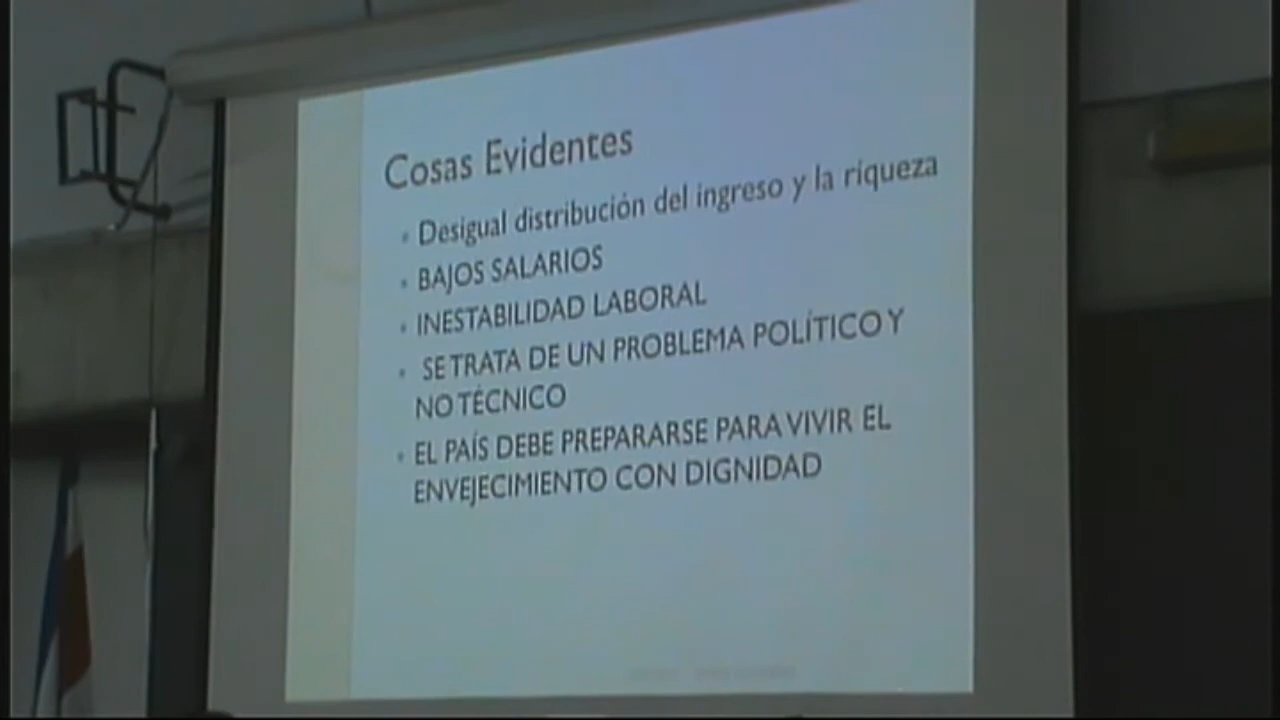 Cosas Evidentes
• Desigual distribución del ingreso y la riqueza
• BAJOS SALARIOS
• INESTABILIDAD LABORAL
• SE TRATA DE UN PROBLEMA POLÍTICO Y
NO TÉCNICO
• EL PAÍS DEBE PREPARARSE PARA VIVIR EL
ENVEJECIMIENTO CON DIGNIDAD